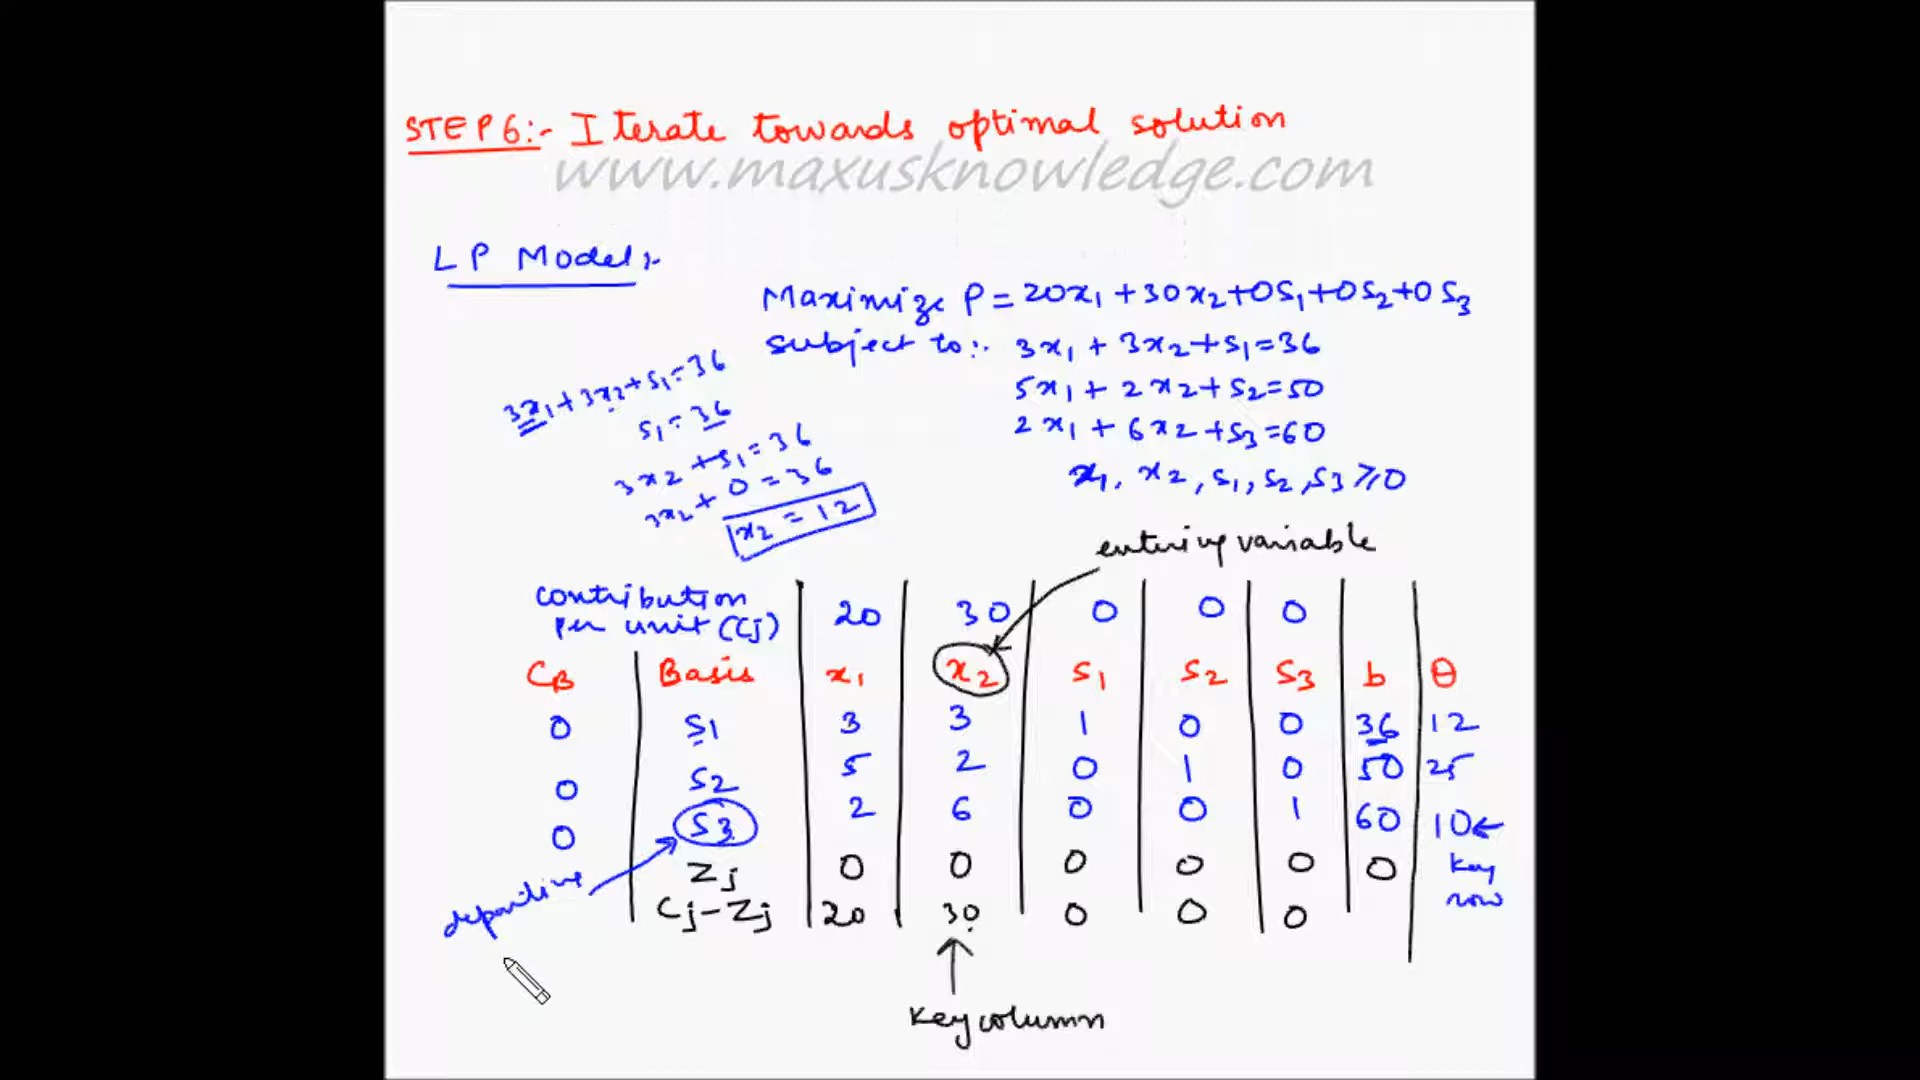 STEP6:- Iterate towards optimal solution
www.maxusknowledge.com
LP Model:-
Maximize P = 20x1 + 30x2 + 0S1 + 0S2 + 0S3
subject to:- 3x1 + 3x2 + S1 = 36
5x1 + 2x2 + S2 = 50
2x1 + 6x2 + S3 = 60
x1, x2, S1, S2, S3 ≥ 0
3x1 + 3x2 + S1 = 36
S1 = 36
3x2 + S1 = 36
3x2 + 0 = 36
x2 = 12
entering variable
contribution per unit (Cj) 20 30 0 0 0
CB Basis x1 x2 S1 S2 S3 b θ
0 S1 3 3 1 0 0 36 12
0 S2 5 2 0 1 0 50 25
0 S3 2 6 0 0 1 60 10 ←
Zj 0 0 0 0 0 0
Cj-Zj 20 30 0 0 0
key row
key column